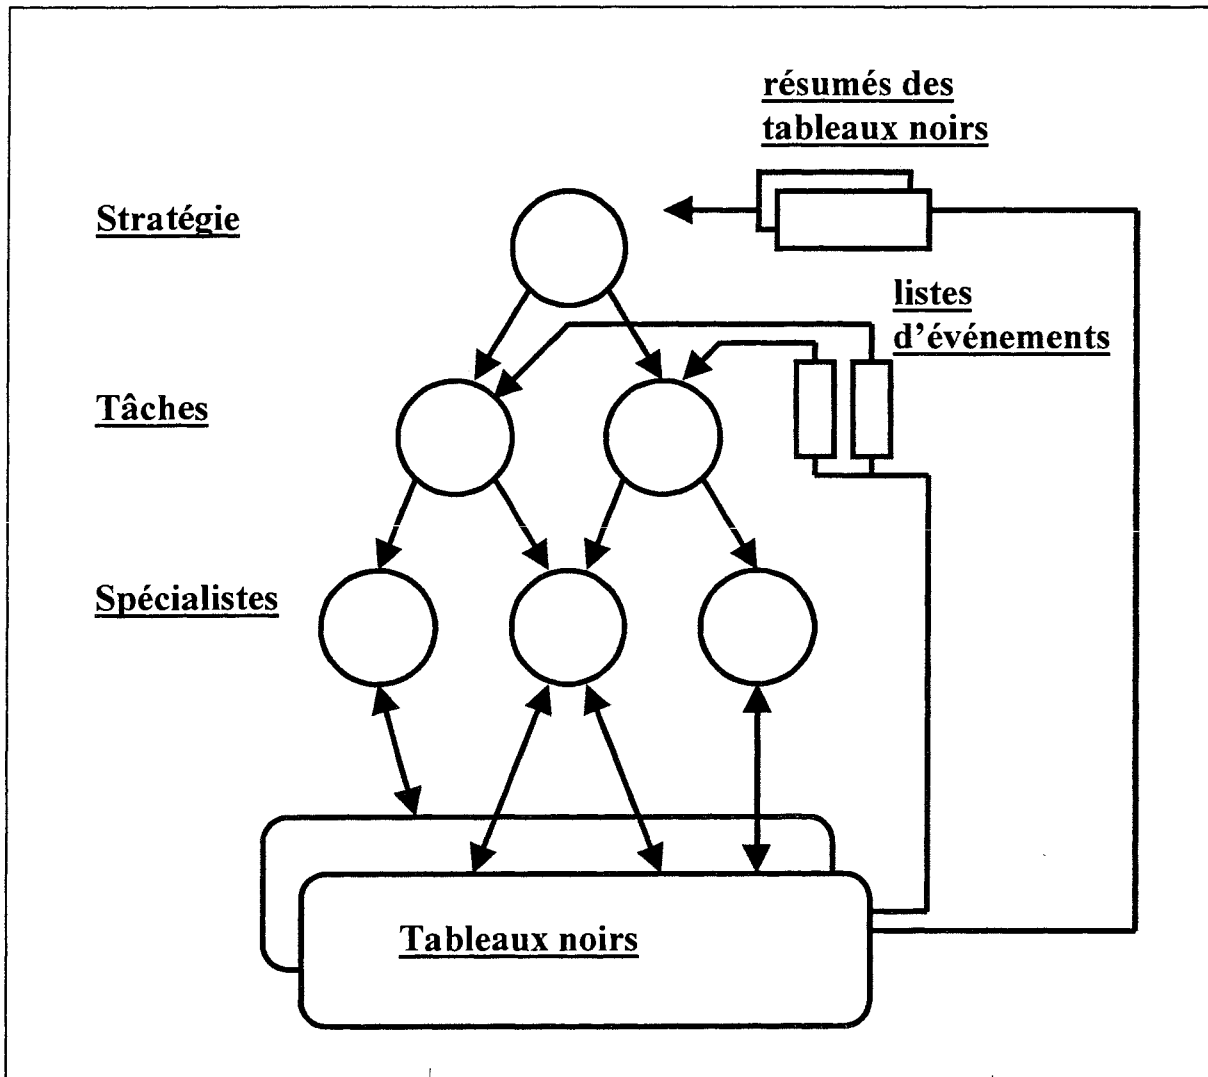 résumés des
tableaux noirs
Stratégie
listes
d'événements
Tâches
Spécialistes
Tableaux noirs